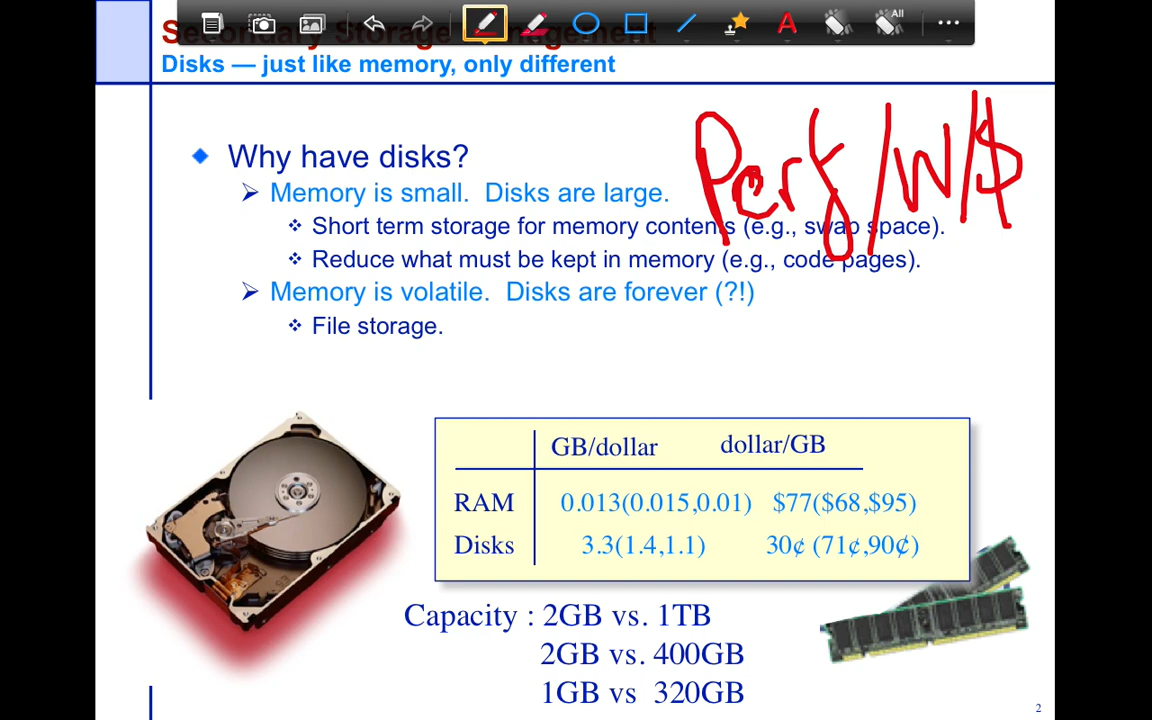 Secondary Storage Management
All
Disks — just like memory, only different
Perf/W/$
Why have disks?
Memory is small. Disks are large.
Short term storage for memory contents (e.g., swap space).
Reduce what must be kept in memory (e.g., code pages).
Memory is volatile. Disks are forever (?!)
File storage.
GB/dollar dollar/GB
RAM 0.013(0.015,0.01) $77($68,$95)
Disks 3.3(1.4,1.1) 30¢ (71¢,90¢)
Capacity : 2GB vs. 1TB
2GB vs. 400GB
1GB vs 320GB
2